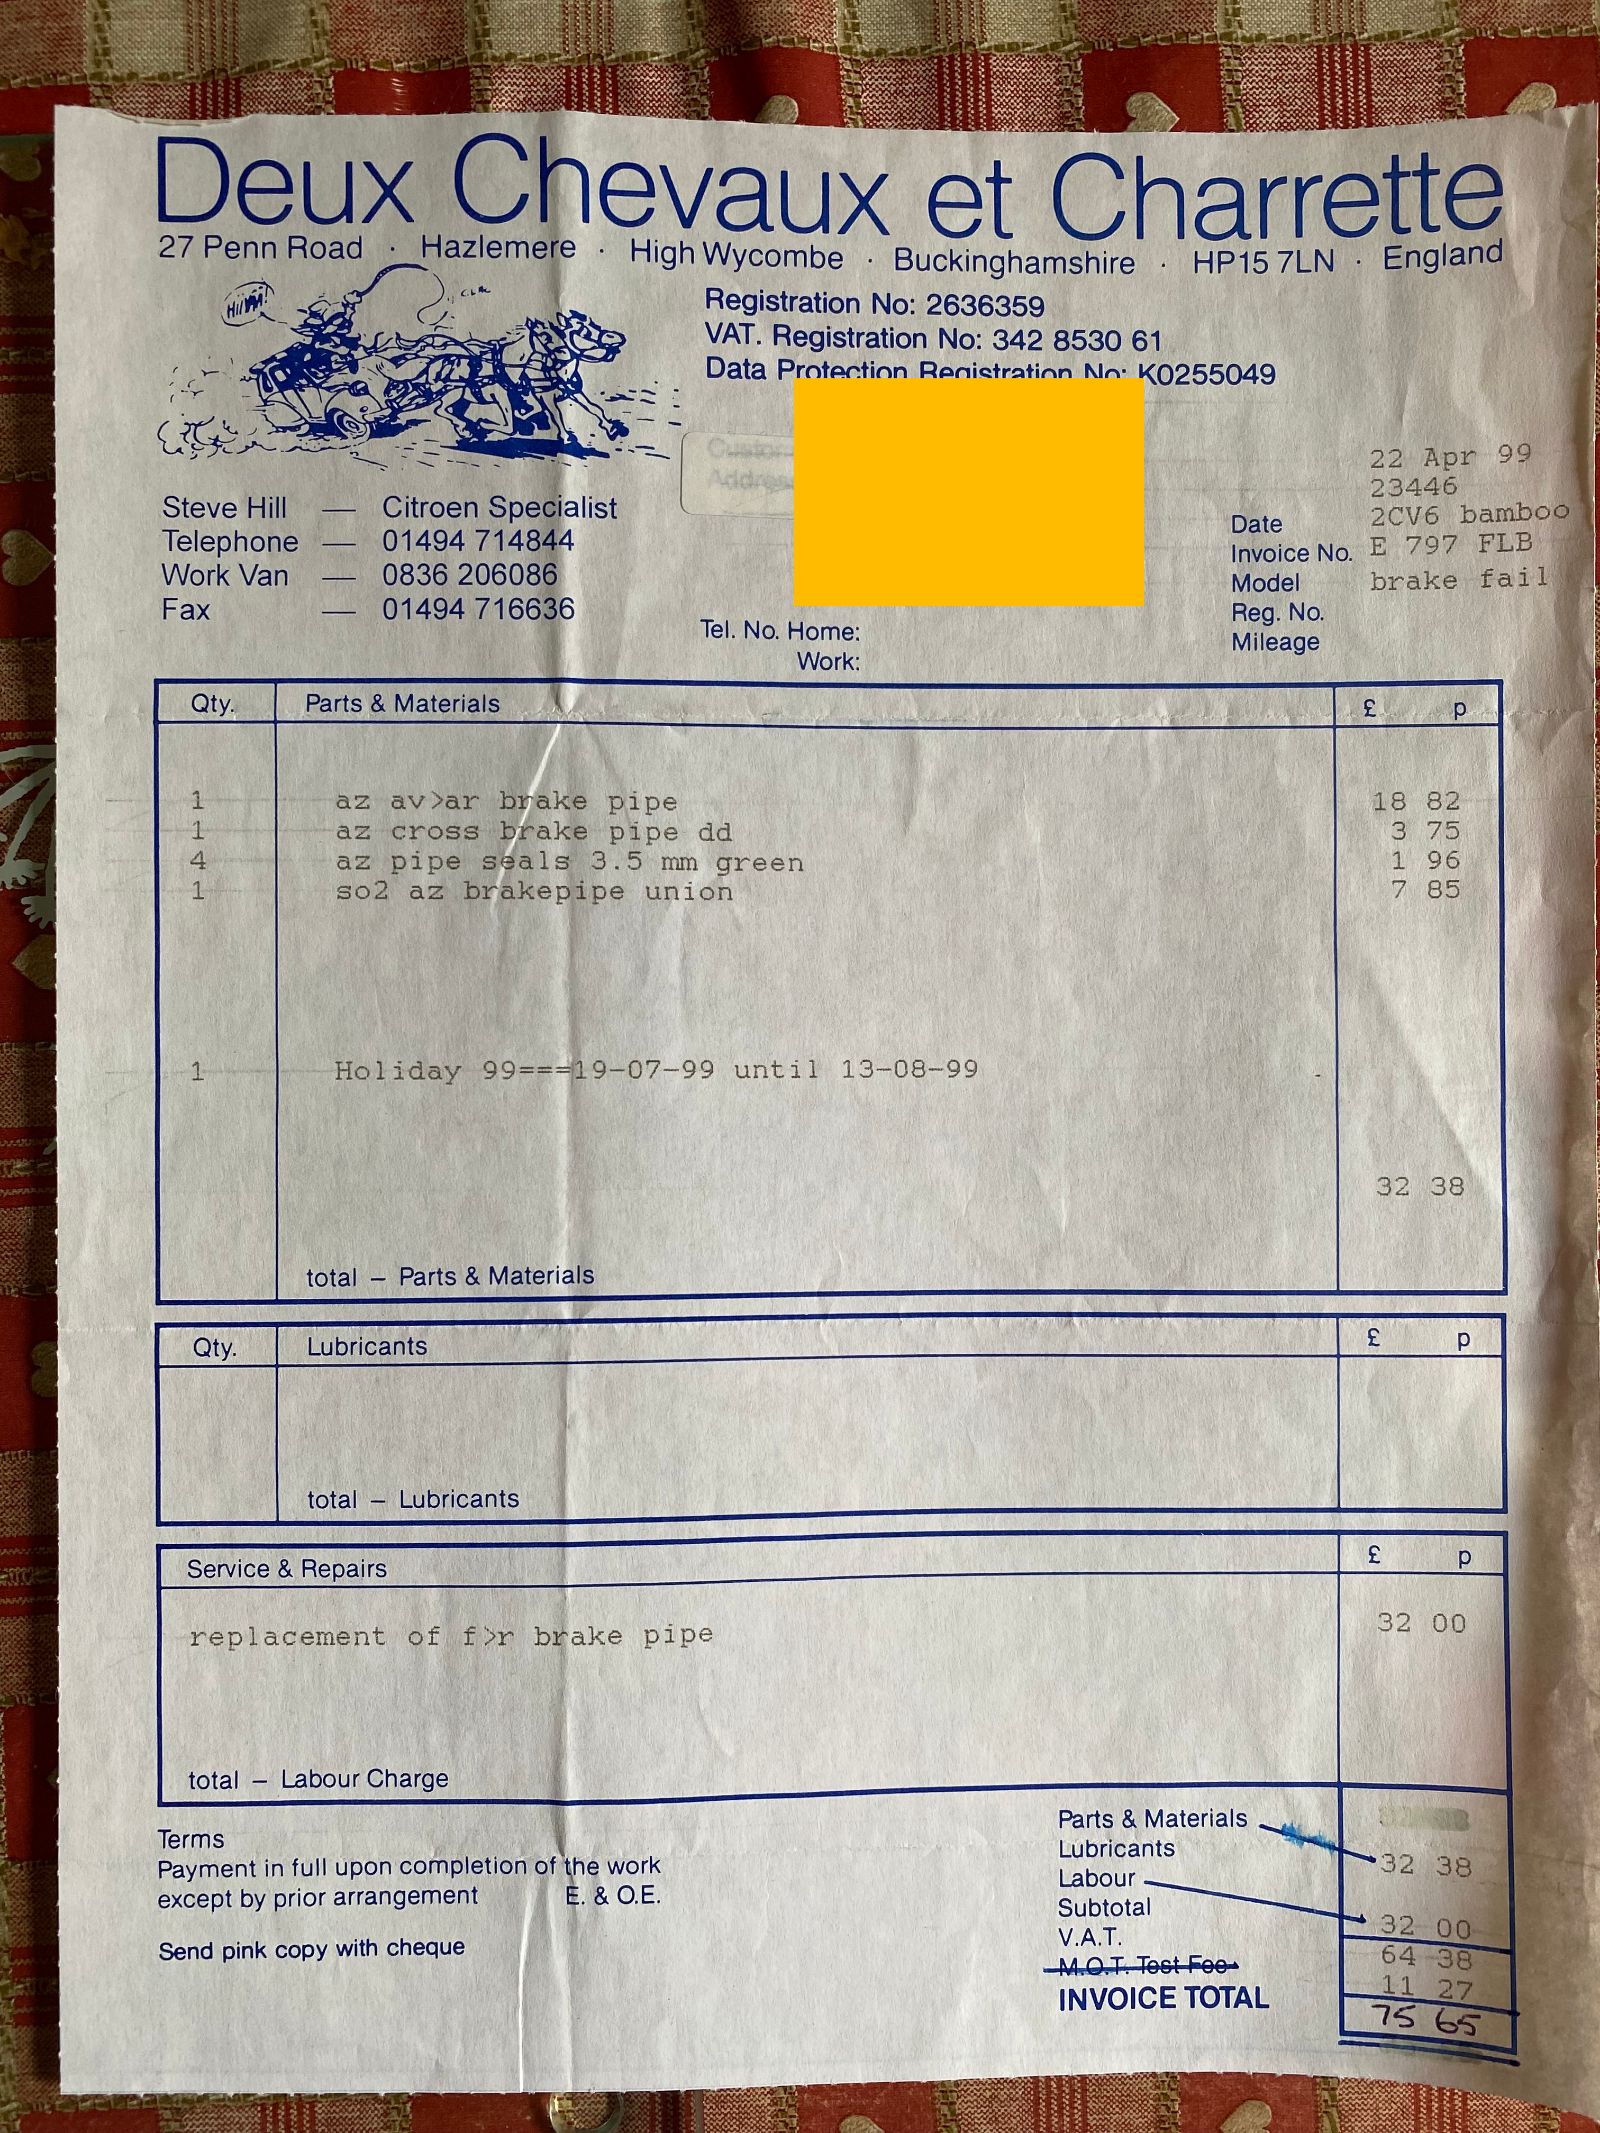 Deux Chevaux et Charrette
27 Penn Road · Hazlemere · High Wycombe · Buckinghamshire · HP15 7LN · England
Registration No: 2636359
VAT. Registration No: 342 8530 61
Data Protection Registration No: K0255049
Steve Hill — Citroen Specialist
Telephone — 01494 714844
Work Van — 0836 206086
Fax — 01494 716636
Tel. No. Home:
Work:
22 Apr 99
23446
2CV6 bamboo
E 797 FLB
brake fail
Date
Invoice No.
Model
Reg. No.
Mileage
Qty. Parts & Materials £ p
1 az av>ar brake pipe 18 82
1 az cross brake pipe dd 3 75
4 az pipe seals 3.5 mm green 1 96
1 so2 az brakepipe union 7 85
1 Holiday 99===19-07-99 until 13-08-99 -
32 38
total – Parts & Materials
Qty. Lubricants £ p
total – Lubricants
Service & Repairs £ p
replacement of f>r brake pipe 32 00
total – Labour Charge
Terms
Payment in full upon completion of the work
except by prior arrangement E. & O.E.
Send pink copy with cheque
Parts & Materials
Lubricants 32 38
Labour
Subtotal 32 00
V.A.T. 64 38
M.O.T. Test Fee 11 27
INVOICE TOTAL 75 65